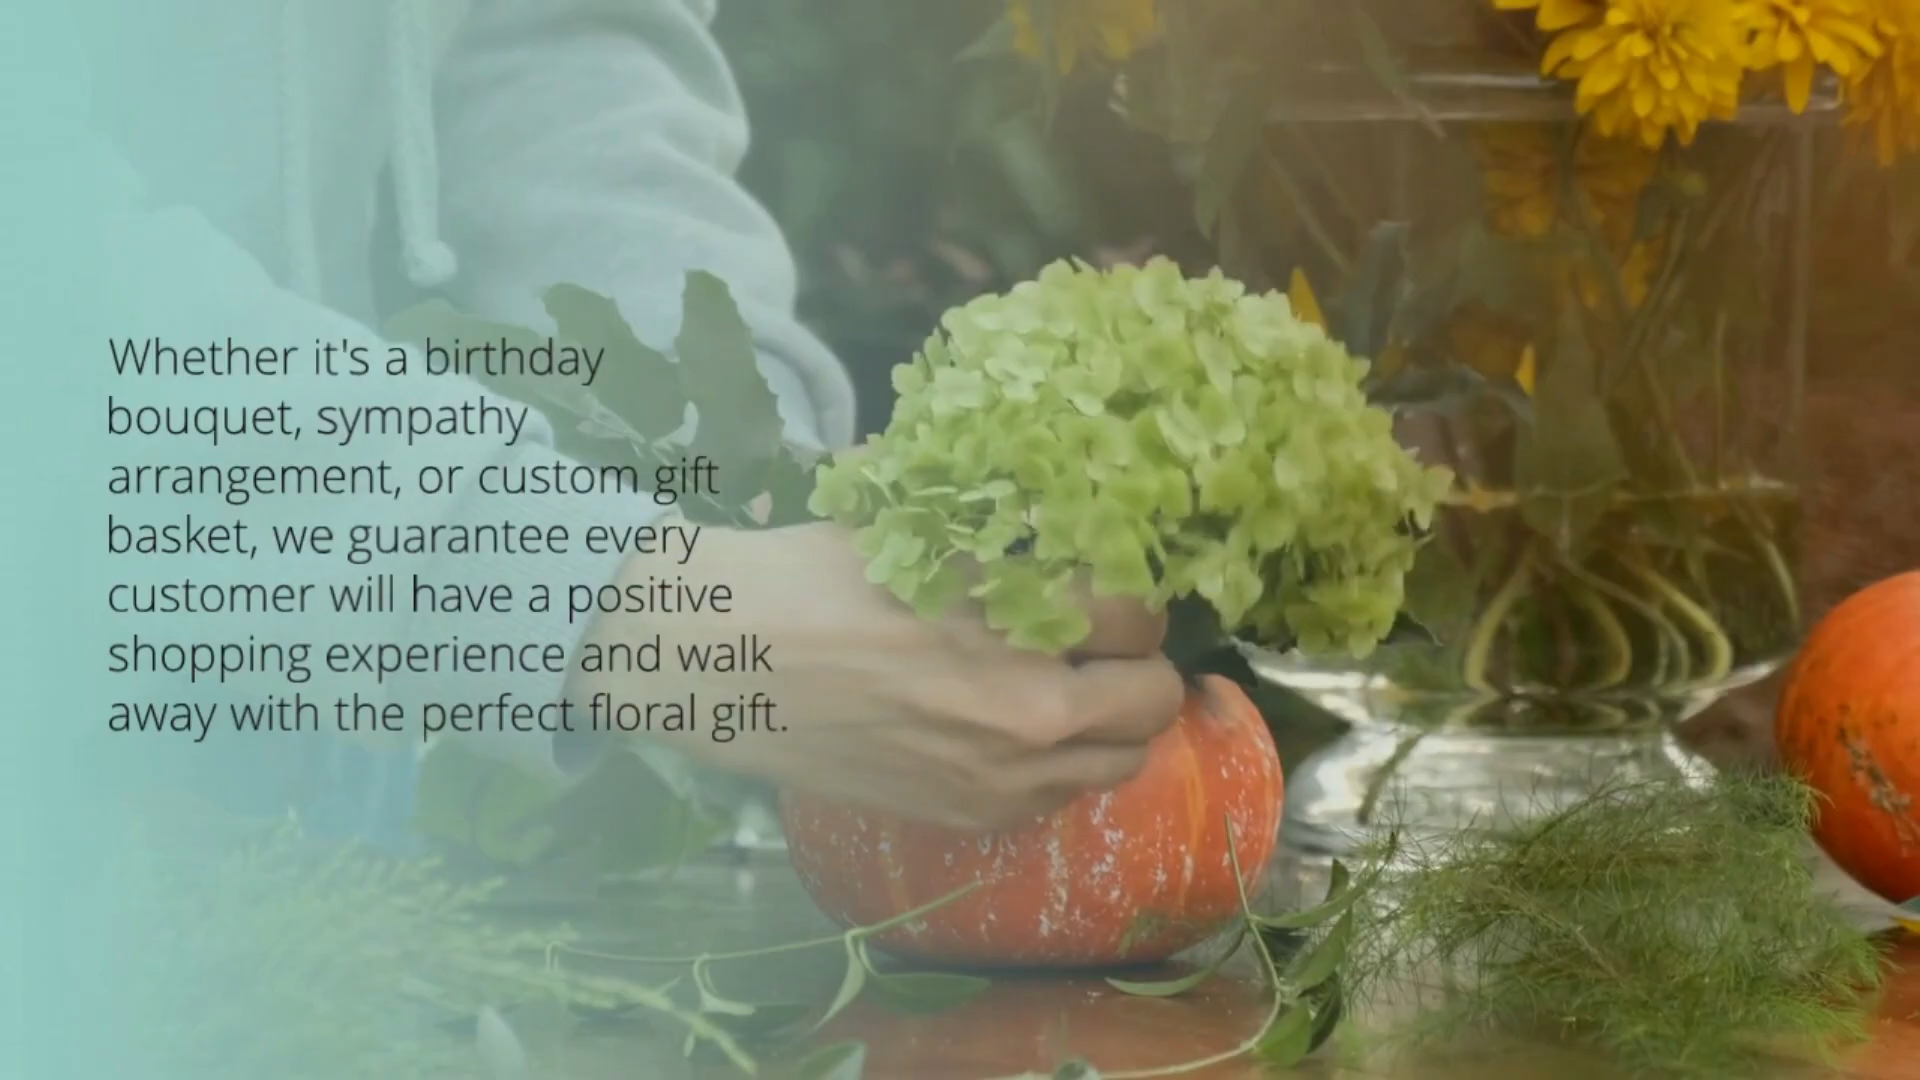 Whether it's a birthday
bouquet, sympathy
arrangement, or custom gift
basket, we guarantee every
customer will have a positive
shopping experience and walk
away with the perfect floral gift.